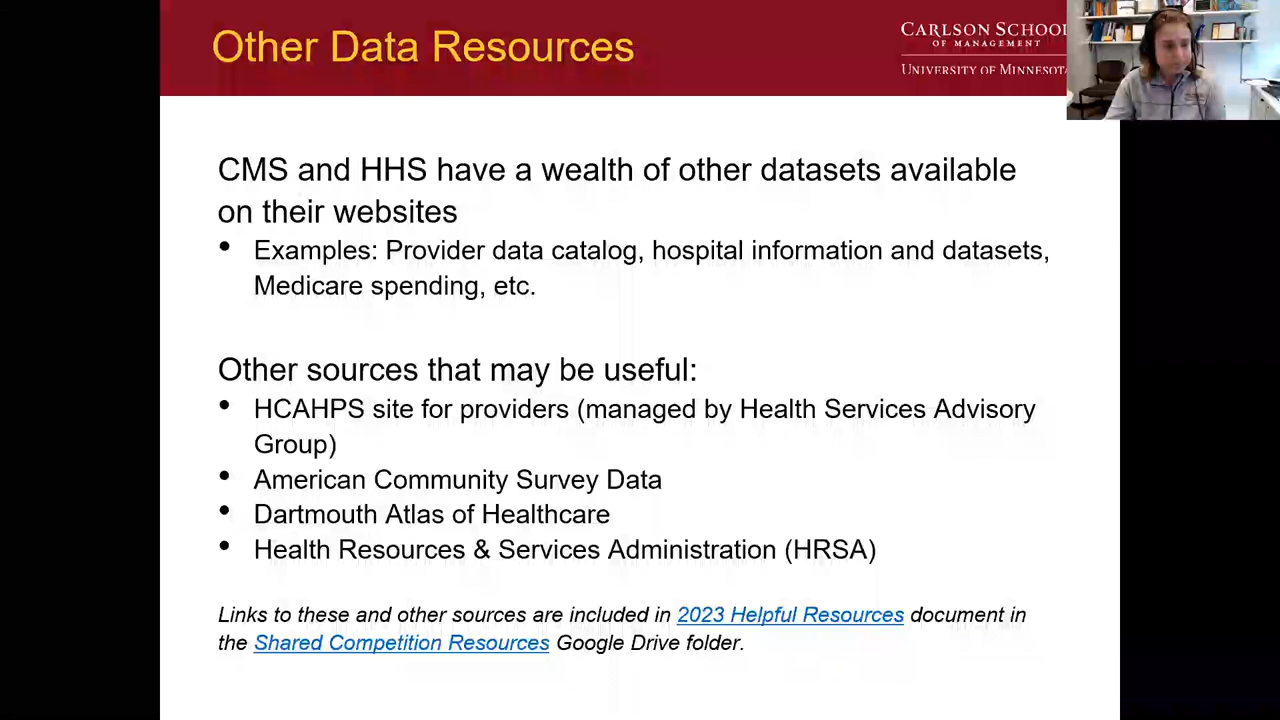 Other Data Resources
CARLSON SCHOOL
OF MANAGEMENT
UNIVERSITY OF MINNESOTA
CMS and HHS have a wealth of other datasets available
on their websites
• Examples: Provider data catalog, hospital information and datasets,
Medicare spending, etc.
Other sources that may be useful:
• HCAHPS site for providers (managed by Health Services Advisory
Group)
• American Community Survey Data
• Dartmouth Atlas of Healthcare
• Health Resources & Services Administration (HRSA)
Links to these and other sources are included in 2023 Helpful Resources document in
the Shared Competition Resources Google Drive folder.